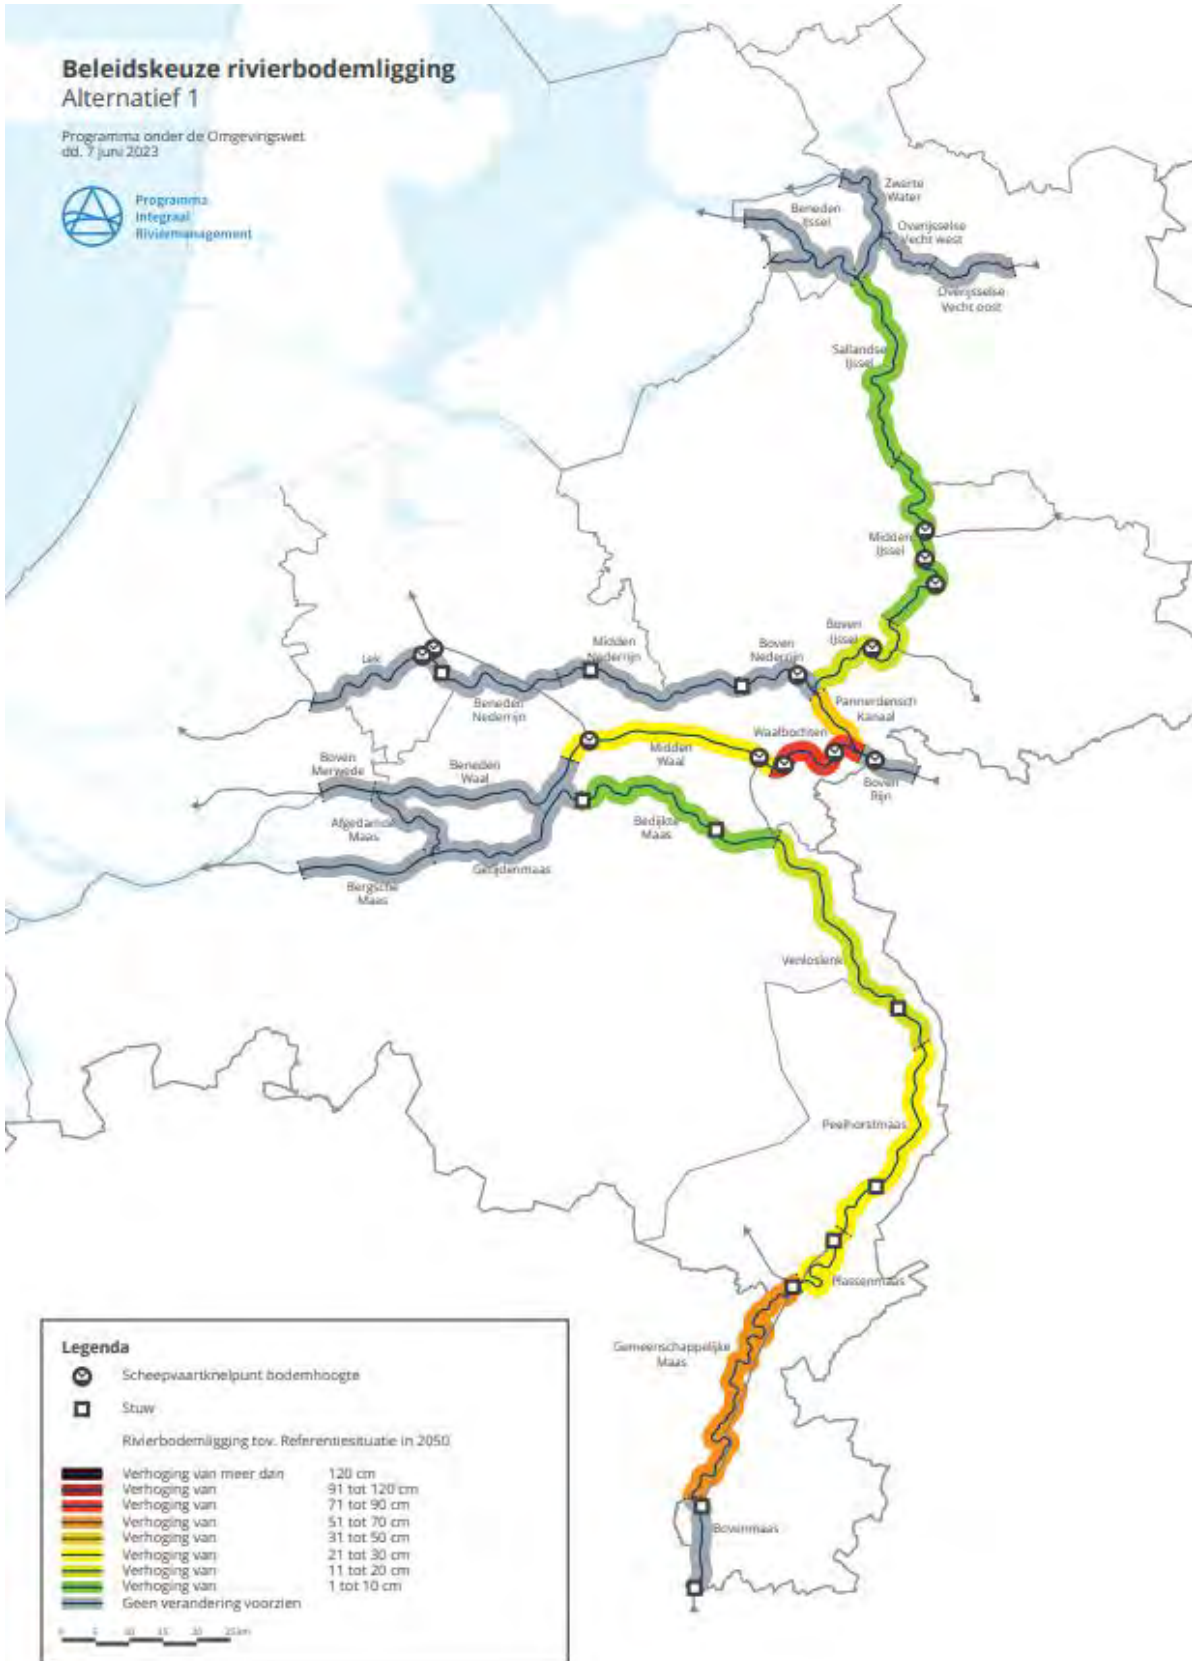 Beleidskeuze rivierbodemligging
Alternatief 1
Programma onder de Omgevingswet
dd. 7 juni 2023
Programma
Integraal
Riviermanagement
Zwarte
Water
Beneden
IJssel
Overijsselse
Vecht west
Overijsselse
Vecht oost
Sallandse
IJssel
Midden
IJssel
Boven
IJssel
Midden
Nederrijn
Boven
Nederrijn
Lek
Beneden
Nederrijn
Pannerdensch
Kanaal
Waalbochten
Midden
Waal
Boven
Rijn
Boven
Merwede
Beneden
Waal
Afgedamde
Maas
Bedijkte
Maas
Getijdenmaas
Bergsche
Maas
Venloslenk
Peelhorstmaas
Plassenmaas
Gemeenschappelijke
Maas
Bovenmaas
Legenda
Scheepvaartknelpunt bodemhoogte
Stuw
Rivierbodemligging tov. Referentiesituatie in 2050
Verhoging van meer dan 120 cm
Verhoging van 91 tot 120 cm
Verhoging van 71 tot 90 cm
Verhoging van 51 tot 70 cm
Verhoging van 31 tot 50 cm
Verhoging van 21 tot 30 cm
Verhoging van 11 tot 20 cm
Verhoging van 1 tot 10 cm
Geen verandering voorzien
0 5 10 15 20 25km